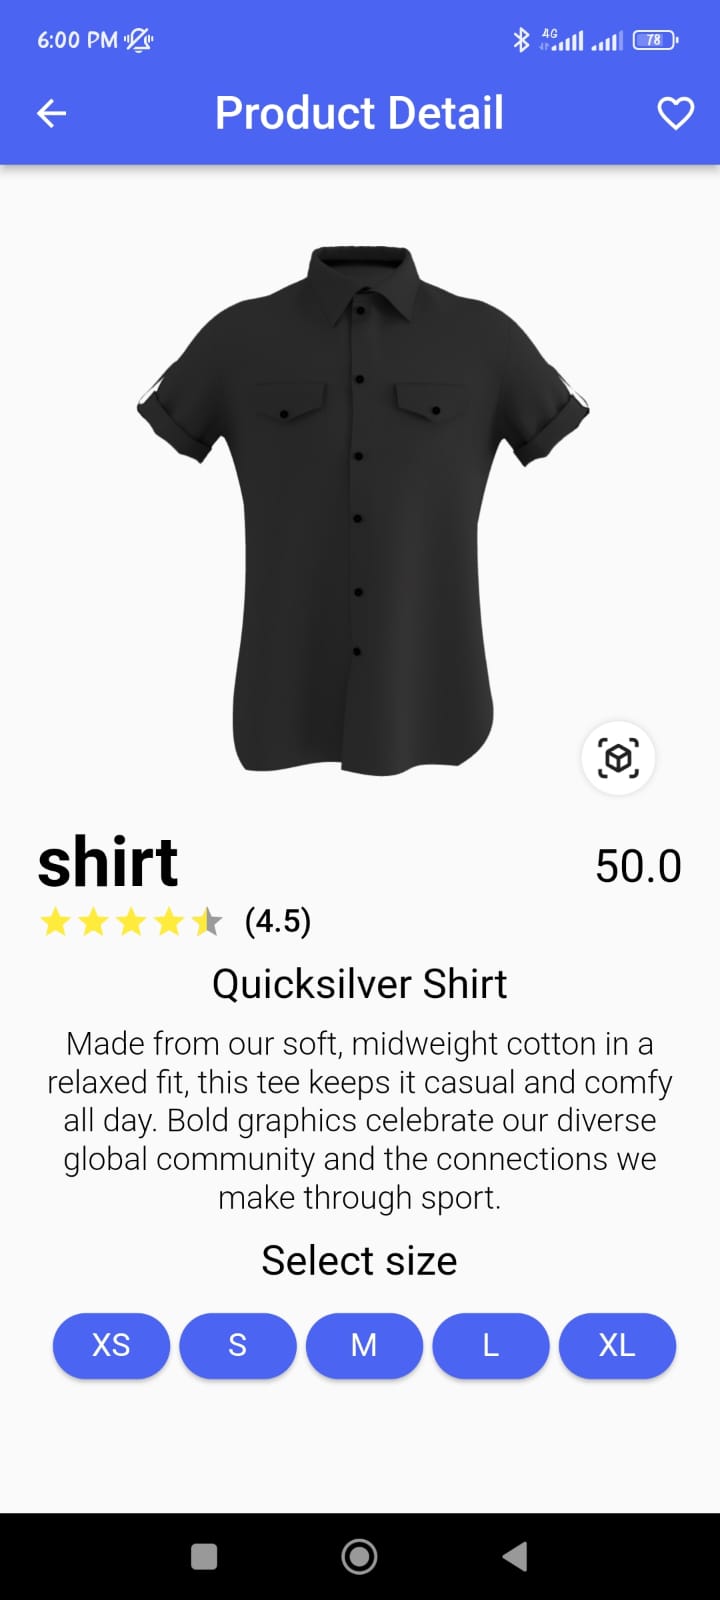 6:00 PM
4G
78
Product Detail
shirt
50.0
(4.5)
Quicksilver Shirt
Made from our soft, midweight cotton in a
relaxed fit, this tee keeps it casual and comfy
all day. Bold graphics celebrate our diverse
global community and the connections we
make through sport.
Select size
XS S M L XL